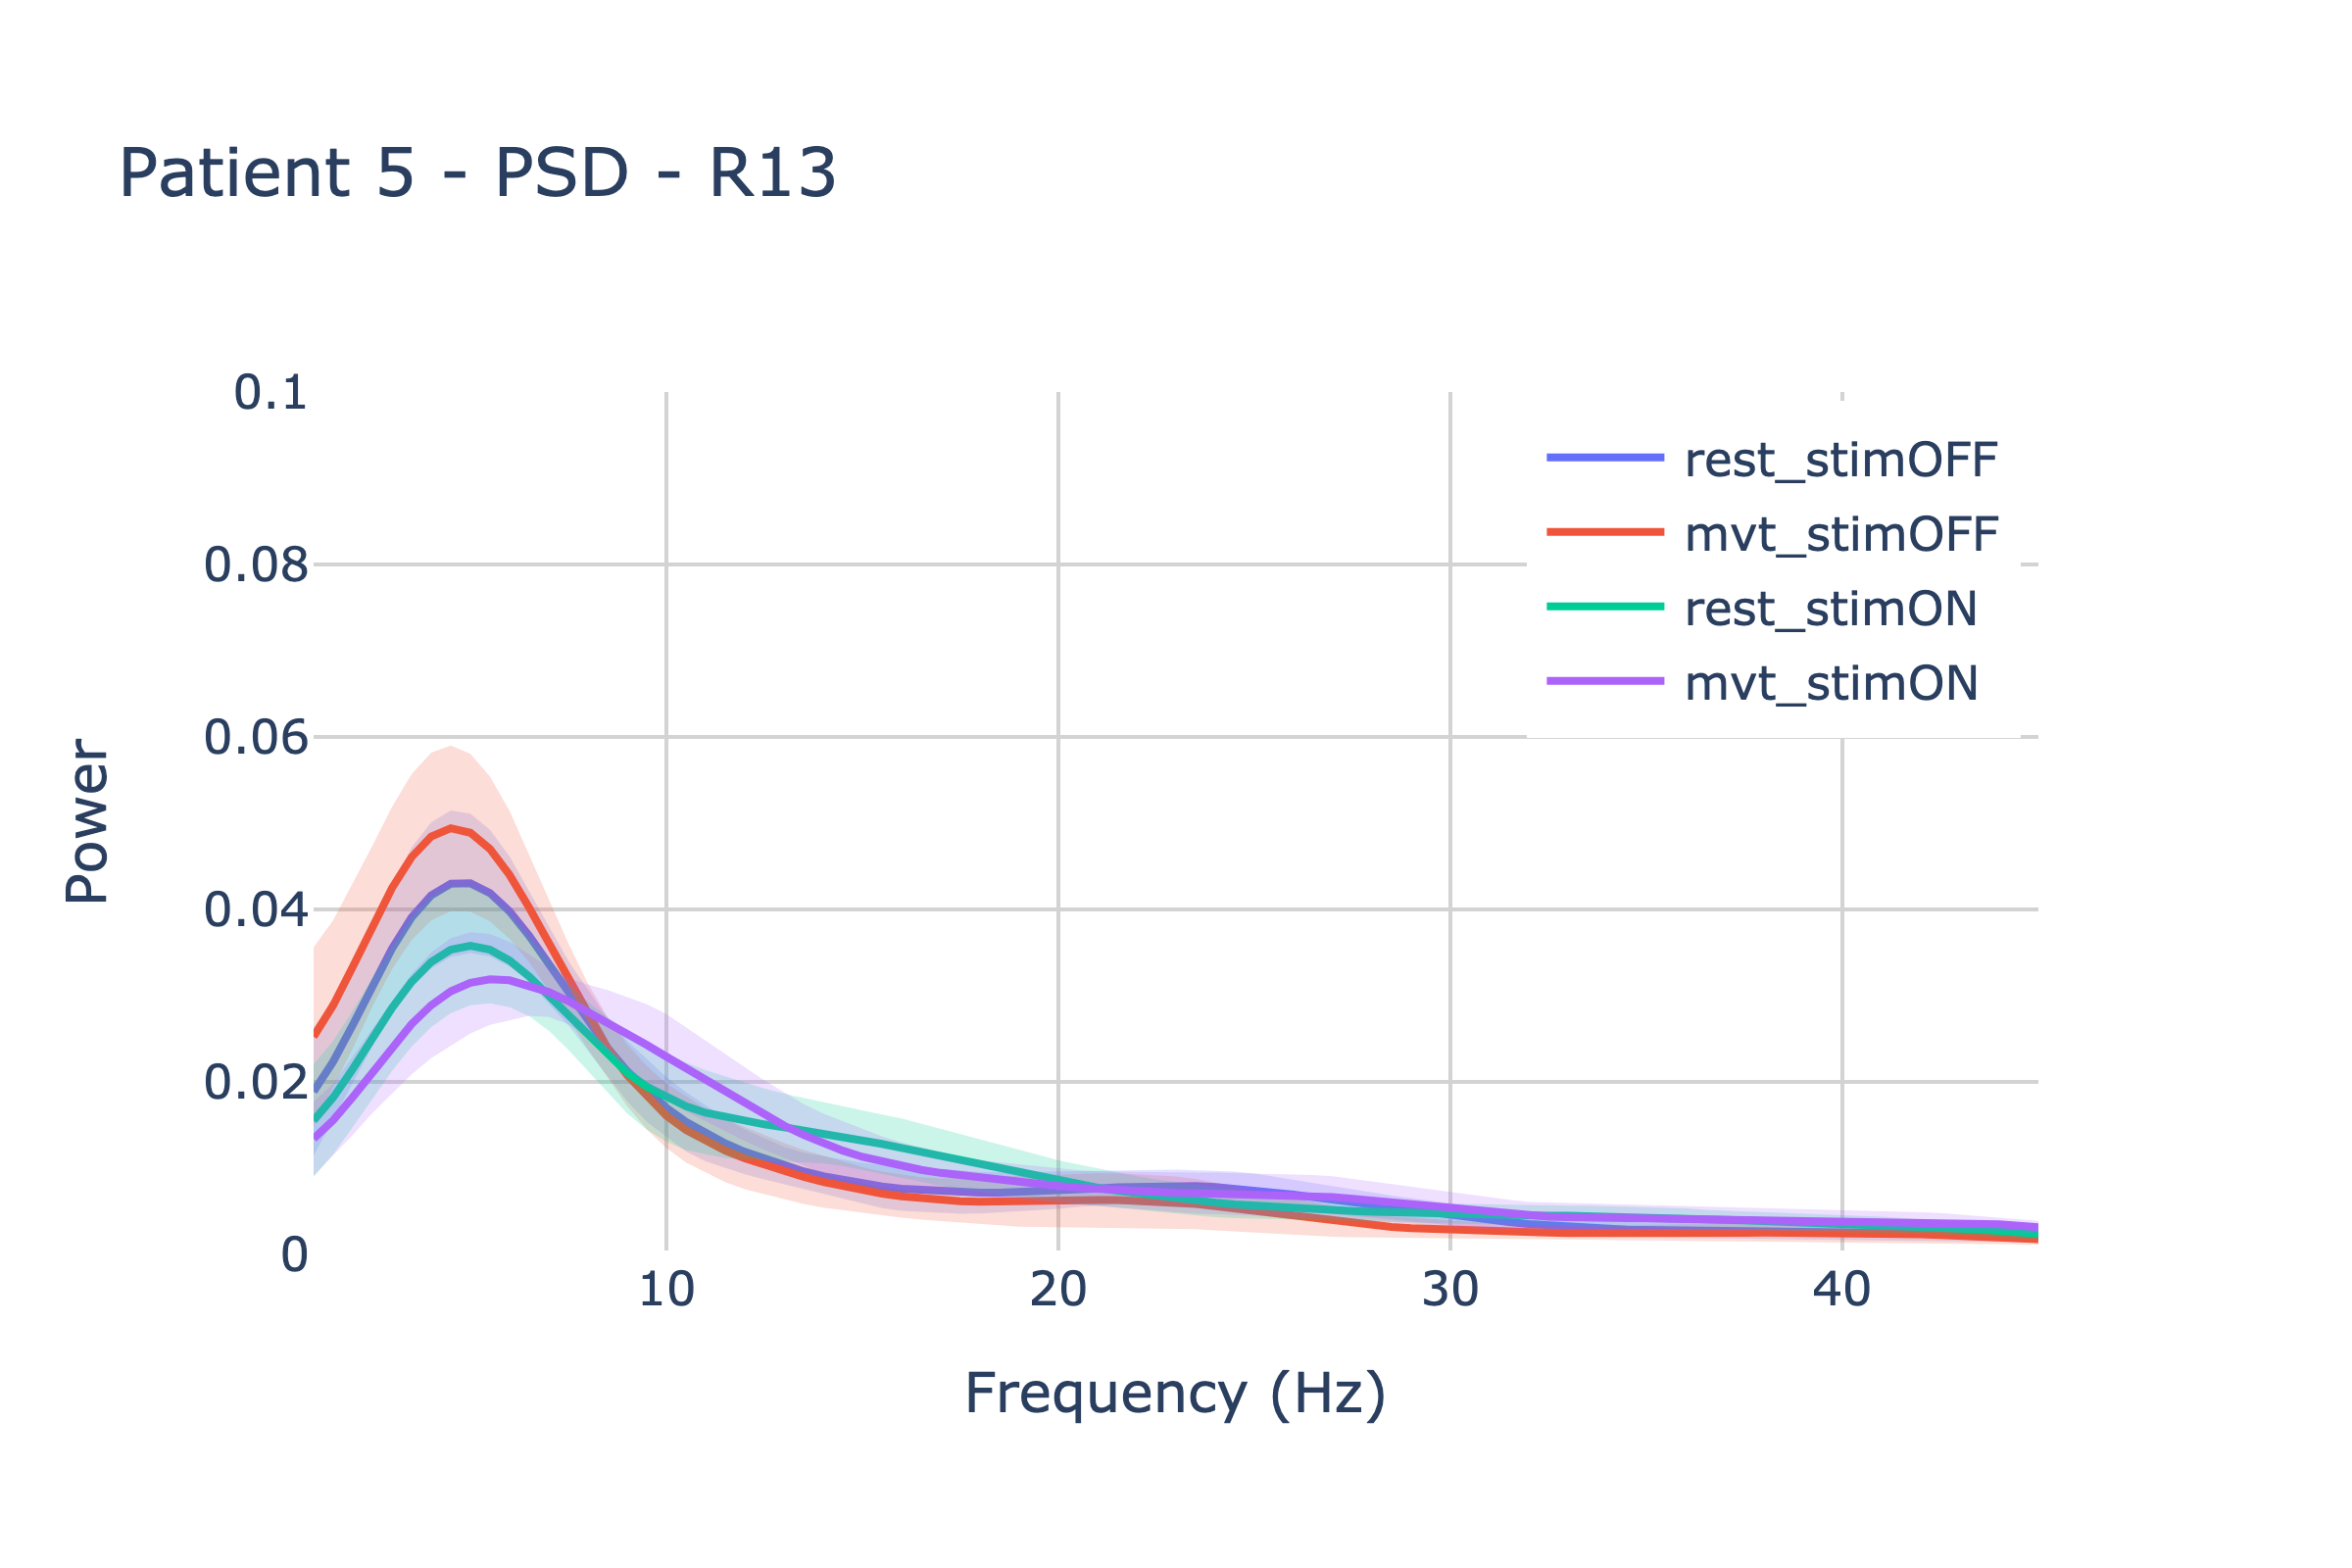 Patient 5 - PSD - R13
0.1
0.08
0.06
0.04
0.02
0
Power
10 20 30 40
Frequency (Hz)
rest_stimOFF
mvt_stimOFF
rest_stimON
mvt_stimON